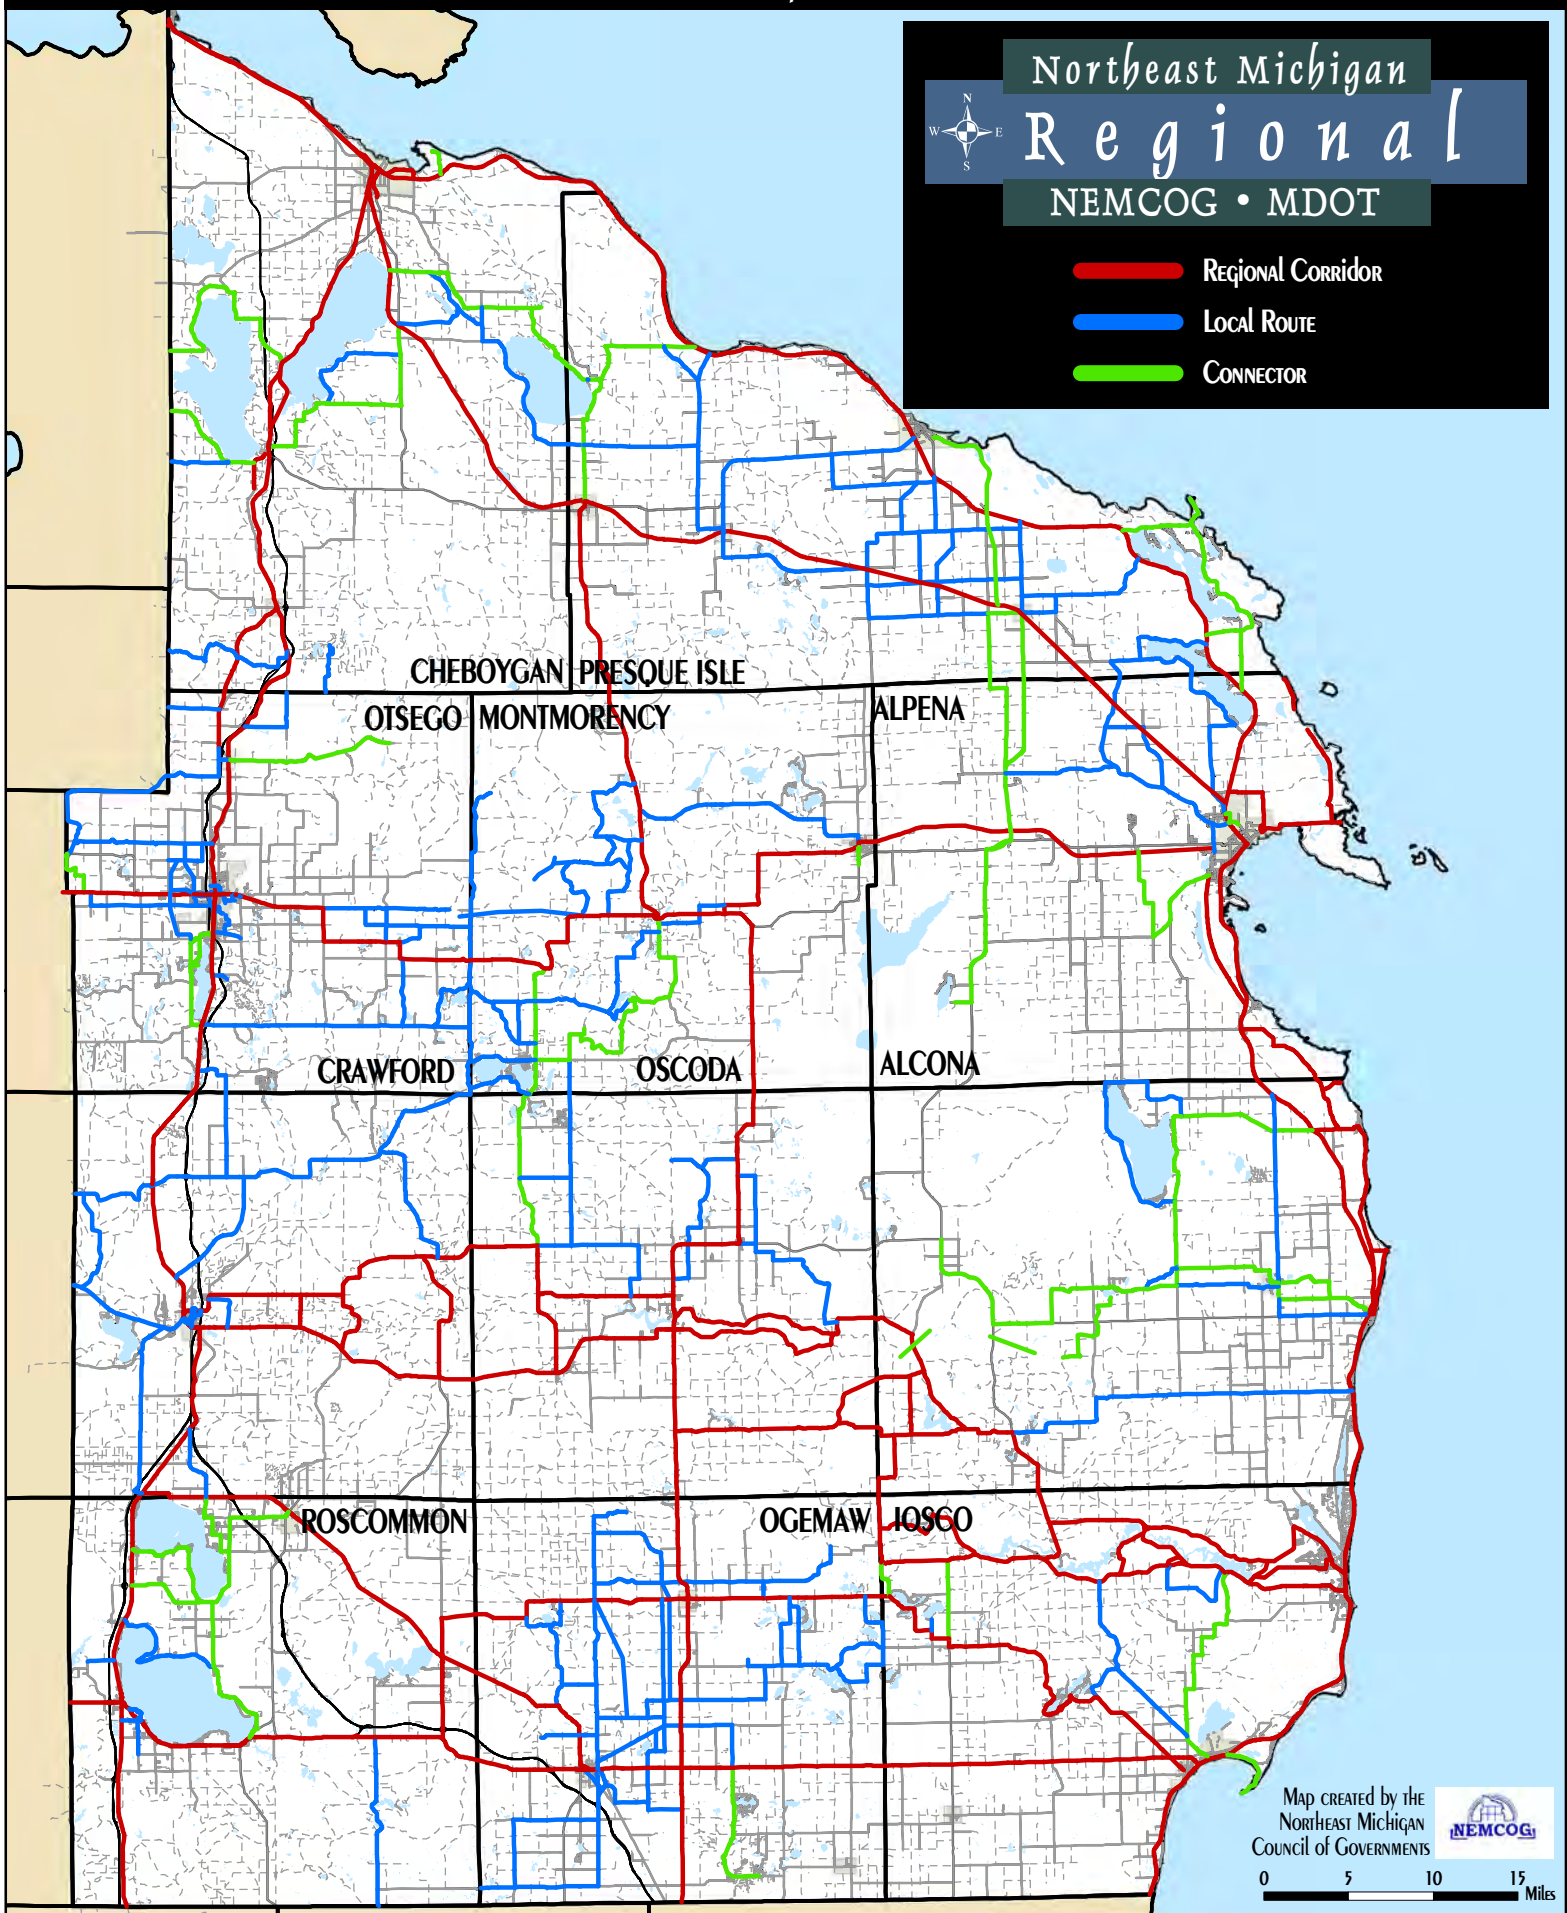 Northeast Michigan
N
W E
S
Regional
NEMCOG • MDOT
Regional Corridor
Local Route
Connector
CHEBOYGAN PRESQUE ISLE
OTSEGO MONTMORENCY
ALPENA
CRAWFORD
OSCODA
ALCONA
ROSCOMMON
OGEMAW IOSCO
Map created by the
Northeast Michigan
Council of Governments
NEMCOG
0 5 10 15
Miles